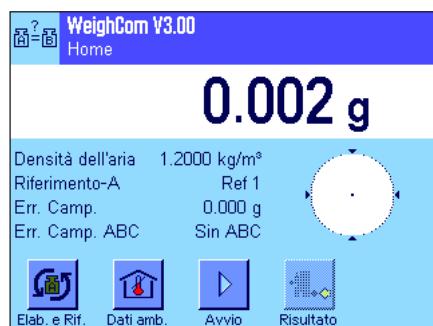 A?=B WeighCom V3.00
Home
0.002 g
Densità dell'aria 1.2000 kg/m³
Riferimento-A Ref 1
Err. Camp. 0.000 g
Err. Camp. ABC Sin ABC
Elab. e Rif. Dati amb. Avvio Risultato